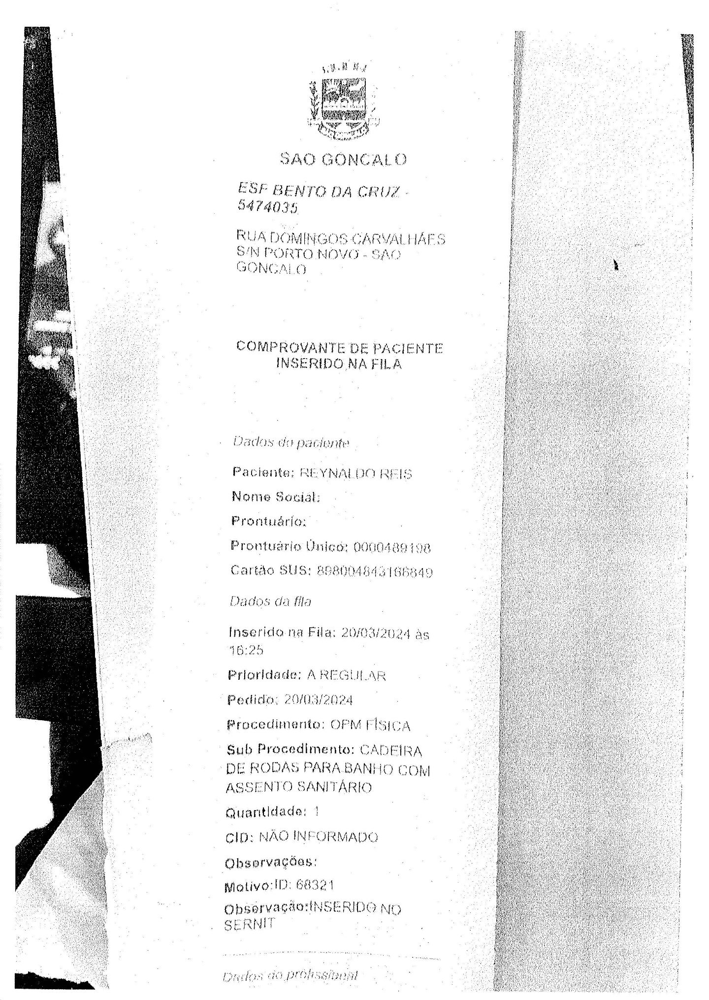 SAO GONCALO
ESF BENTO DA CRUZ -
5474035
RUA DOMINGOS CARVALHÃES
S/N PORTO NOVO - SAO
GONCALO
COMPROVANTE DE PACIENTE
INSERIDO NA FILA
Dados do paciente
Paciente: REYNALDO REIS
Nome Social:
Prontuário:
Prontuário Único: 0000489198
Cartão SUS: 898004843166849
Dados da fila
Inserido na Fila: 20/03/2024 às
16:25
Prioridade: A REGULAR
Pedido: 20/03/2024
Procedimento: OPM FÍSICA
Sub Procedimento: CADEIRA
DE RODAS PARA BANHO COM
ASSENTO SANITÁRIO
Quantidade: 1
CID: NÃO INFORMADO
Observações:
Motivo:ID: 68321
Observação:INSERIDO NO
SERNIT
Dados do profissional